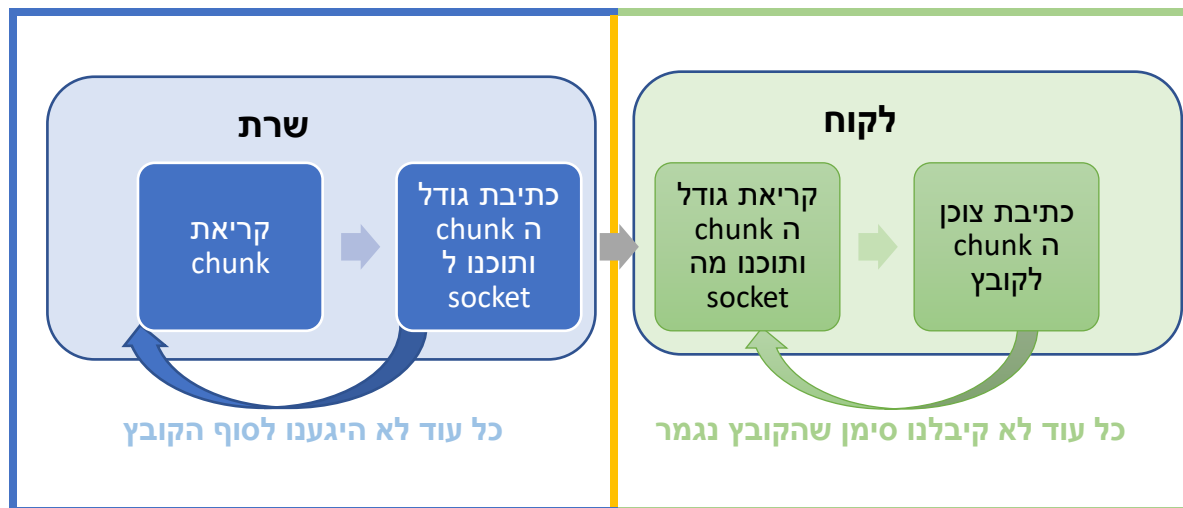 שרת
קריאת
chunk
כתיבת גודל
ה chunk
ותוכנו ל
socket
כל עוד לא היגענו לסוף הקובץ
לקוח
קריאת גודל
ה chunk
ותוכנו מה
socket
כתיבת צוכן
ה chunk
לקובץ
כל עוד לא קיבלנו סימן שהקובץ נגמר